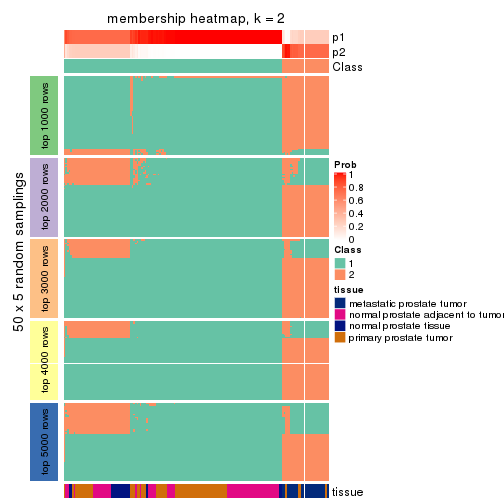 membership heatmap, k = 2
p1
p2
Class
50 x 5 random samplings
top 1000 rows
top 2000 rows
top 3000 rows
top 4000 rows
top 5000 rows
tissue
Prob
1
0.8
0.6
0.4
0.2
0
Class
1
2
tissue
metastatic prostate tumor
normal prostate adjacent to tumor
normal prostate tissue
primary prostate tumor